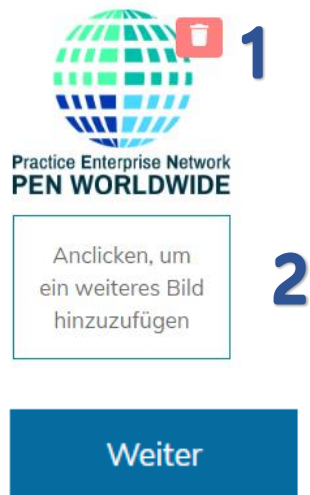 1
Practice Enterprise Network
PEN WORLDWIDE
Anclicken, um
ein weiteres Bild
hinzuzufügen
2
Weiter